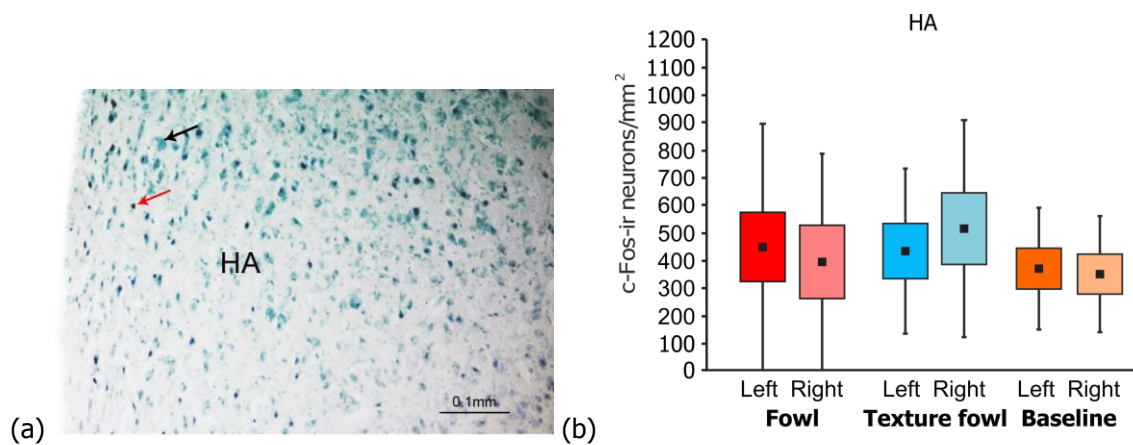 HA
0.1mm
(a)
HA
c-Fos-ir neurons/mm²
1200
1100
1000
900
800
700
600
500
400
300
200
100
0
Left Right Left Right Left Right
Fowl Texture fowl Baseline
(b)